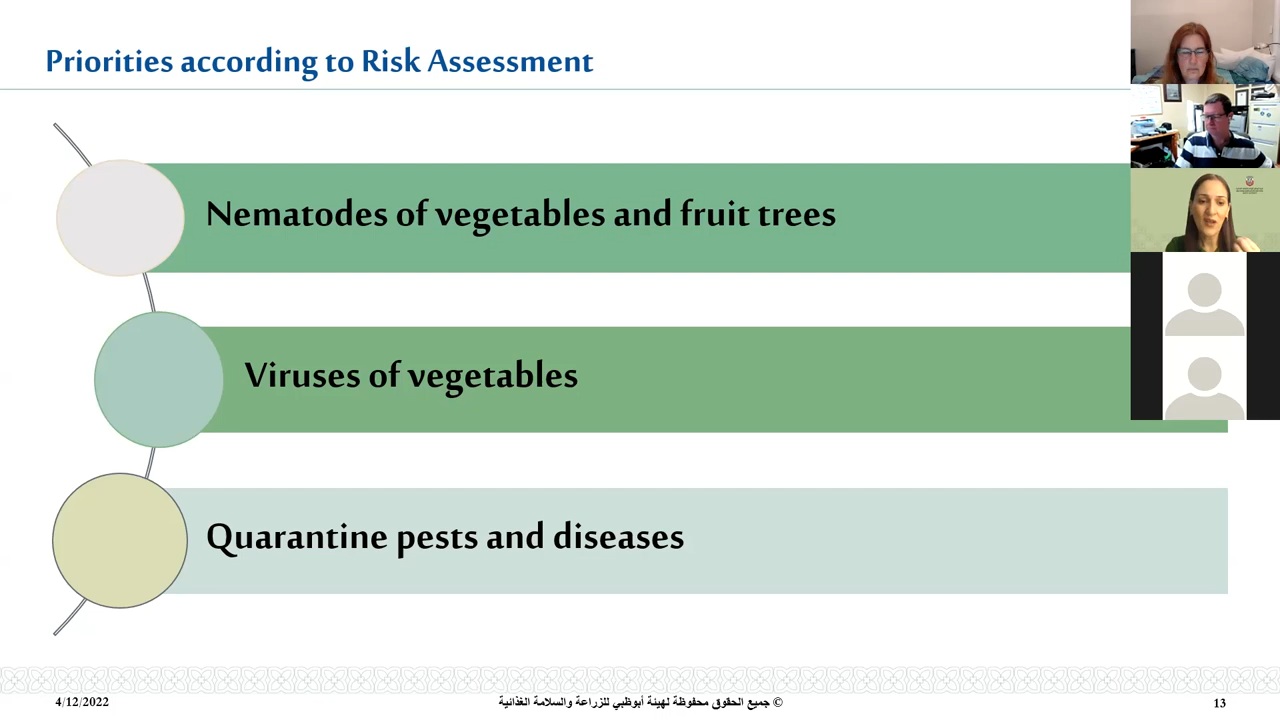 Priorities according to Risk Assessment
Nematodes of vegetables and fruit trees
Viruses of vegetables
Quarantine pests and diseases
4/12/2022
© جميع الحقوق محفوظة لهيئة أبوظبي للزراعة والسلامة الغذائية
13